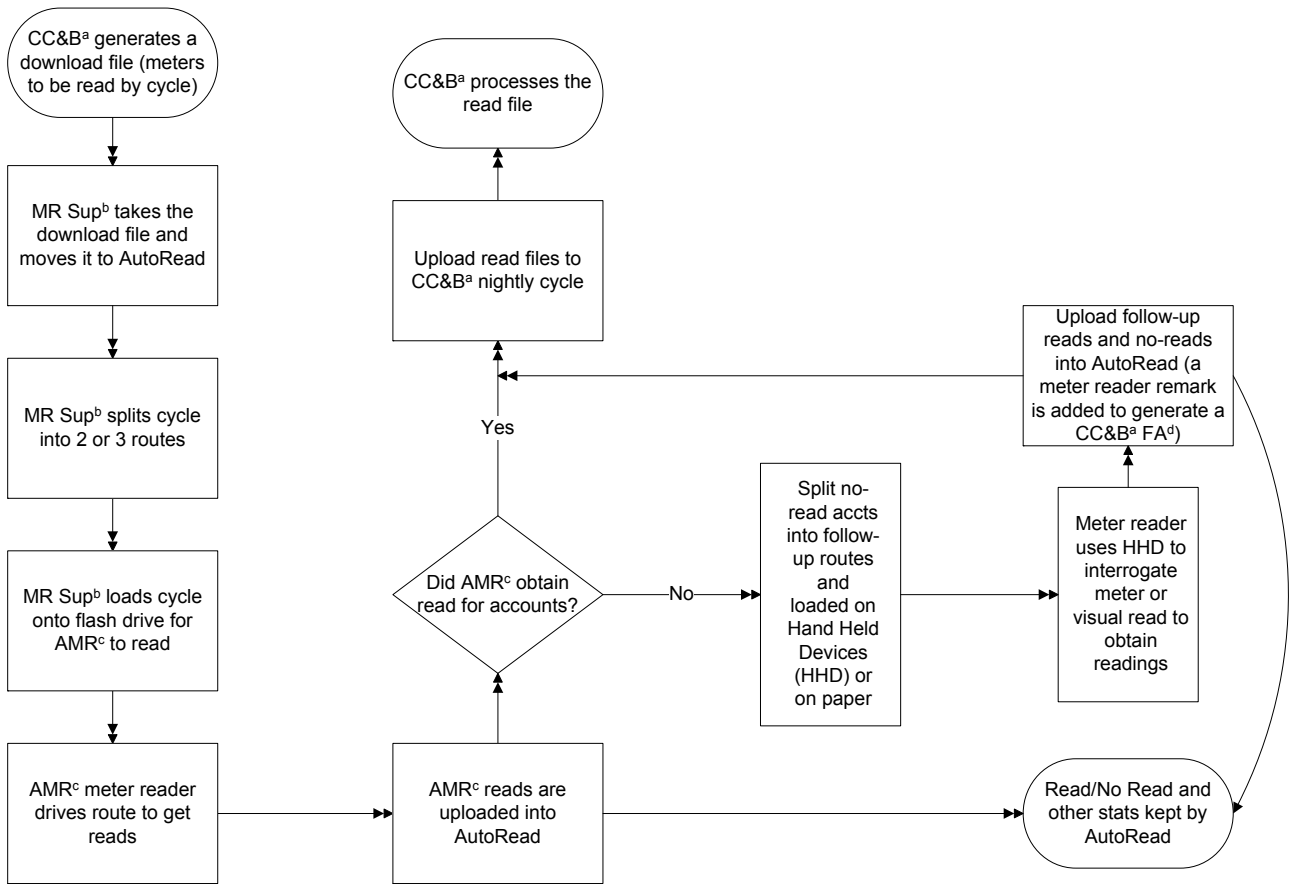 CC&Bᵃ generates a
download file (meters
to be read by cycle)
MR Supᵇ takes the
download file and
moves it to AutoRead
MR Supᵇ splits cycle
into 2 or 3 routes
MR Supᵇ loads cycle
onto flash drive for
AMRᶜ to read
AMRᶜ meter reader
drives route to get
reads
AMRᶜ reads are
uploaded into
AutoRead
Did AMRᶜ obtain
read for accounts?
Yes
Upload read files to
CC&Bᵃ nightly cycle
CC&Bᵃ processes the
read file
No
Split no-
read accts
into follow-
up routes
and
loaded on
Hand Held
Devices
(HHD) or
on paper
Meter reader
uses HHD to
interrogate
meter or
visual read to
obtain
readings
Upload follow-up
reads and no-reads
into AutoRead (a
meter reader remark
is added to generate a
CC&Bᵃ FAᵈ)
Read/No Read and
other stats kept by
AutoRead